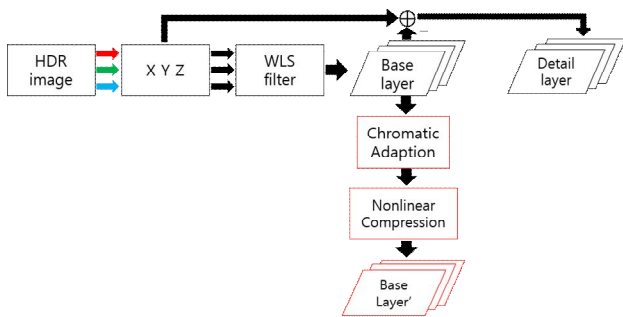 HDR
image
X Y Z
WLS
filter
Base
layer
Detail
layer
Chromatic
Adaption
Nonlinear
Compression
Base
Layer'